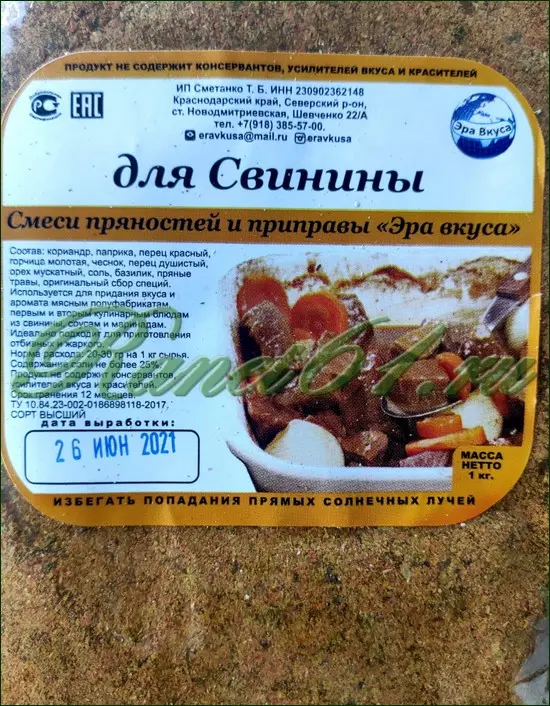 ПРОДУКТ НЕ СОДЕРЖИТ КОНСЕРВАНТОВ, УСИЛИТЕЛЕЙ ВКУСА И КРАСИТЕЛЕЙ
ИП Сметанко Т. Б. ИНН 230902362148
Краснодарский край, Северский р-он,
ст. Новодмитриевская, Шевченко 22/А
тел. +7(918) 385-57-00,
eravkusa@mail.ru eravkusa
ЕАС
Эра Вкуса
для Свинины
Смеси пряностей и приправы «Эра вкуса»
Состав: кориандр, паприка, перец красный,
горчица молотая, чеснок, перец душистый,
орех мускатный, соль, базилик, пряные
травы, оригинальный сбор специй.
Используется для придания вкуса и
аромата мясным полуфабрикатам,
первым и вторым кулинарным блюдам
из свинины, соусам и маринадам.
Идеально подходит для приготовления
отбивных и жаркого.
Норма расхода 20-30 гр на 1 кг сырья.
Содержание соли не более 25%
Продукт не содержит консервантов,
усилителей вкуса и красителей.
Срок гранения 12 месяцев.
ТУ 10.84.23-002-0186898118-2017.
СОРТ ВЫСШИЙ
дата выработки:
26 ИЮН 2021
МАССА
НЕТТО
1 кг.
ИЗБЕГАТЬ ПОПАДАНИЯ ПРЯМЫХ СОЛНЕЧНЫХ ЛУЧЕЙ